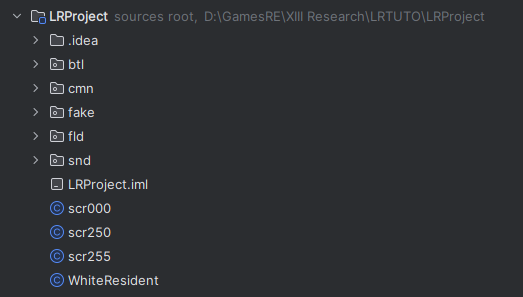 LRProject sources root, D:\GamesRE\XIII Research\LRTUTO\LRProject
.idea
btl
cmn
fake
fld
snd
LRProject.iml
C scr000
C scr250
C scr255
C WhiteResident